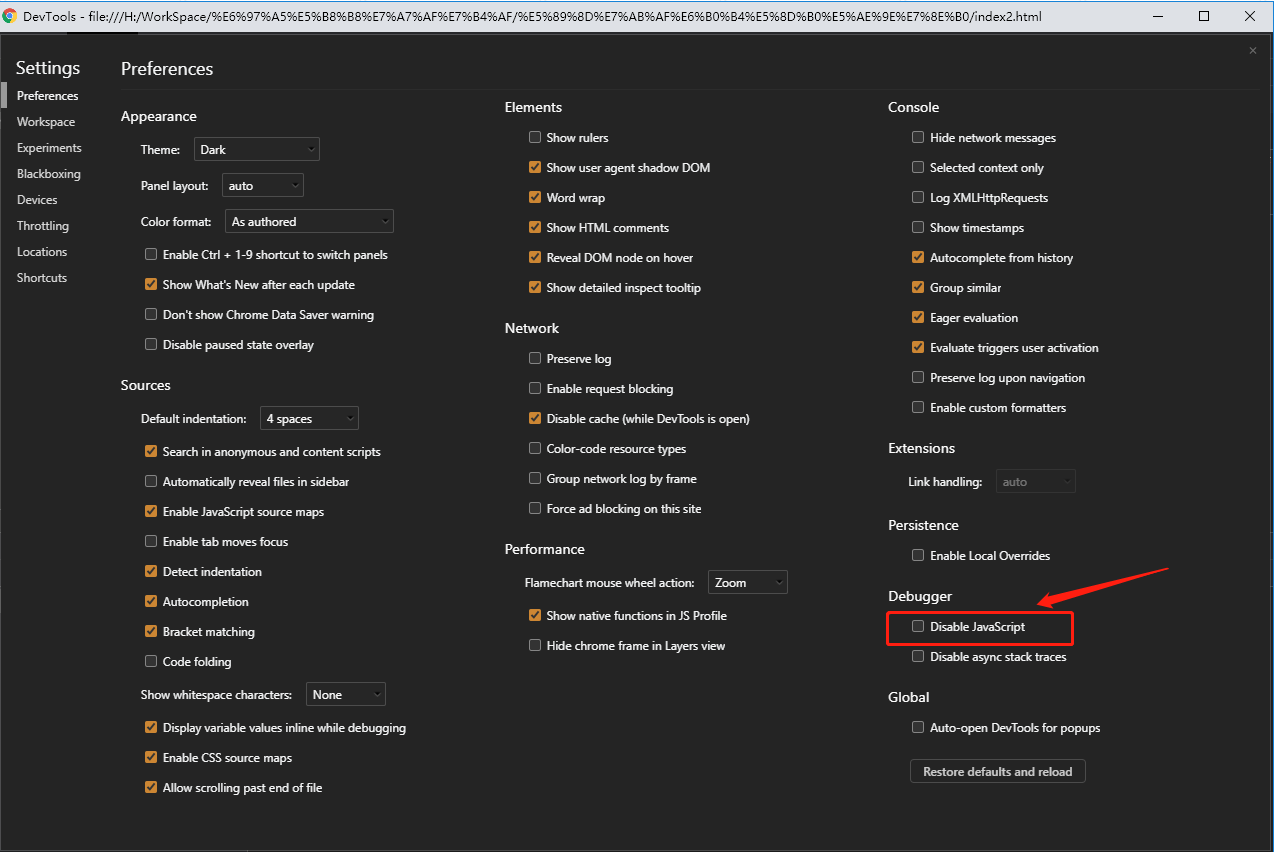 DevTools - file:///H:/WorkSpace/%E6%97%A5%E5%B8%B8%E7%A7%AF%E7%B4%AF/%E5%89%8D%E7%AB%AF%E6%B0%B4%E5%8D%B0%E5%AE%9E%E7%8E%B0/index2.html
Settings
Preferences
Workspace
Experiments
Blackboxing
Devices
Throttling
Locations
Shortcuts
Preferences
Appearance
Theme: Dark
Panel layout: auto
Color format: As authored
Enable Ctrl + 1-9 shortcut to switch panels
Show What's New after each update
Don't show Chrome Data Saver warning
Disable paused state overlay
Sources
Default indentation: 4 spaces
Search in anonymous and content scripts
Automatically reveal files in sidebar
Enable JavaScript source maps
Enable tab moves focus
Detect indentation
Autocompletion
Bracket matching
Code folding
Show whitespace characters: None
Display variable values inline while debugging
Enable CSS source maps
Allow scrolling past end of file
Elements
Show rulers
Show user agent shadow DOM
Word wrap
Show HTML comments
Reveal DOM node on hover
Show detailed inspect tooltip
Network
Preserve log
Enable request blocking
Disable cache (while DevTools is open)
Color-code resource types
Group network log by frame
Force ad blocking on this site
Performance
Flamechart mouse wheel action: Zoom
Show native functions in JS Profile
Hide chrome frame in Layers view
Console
Hide network messages
Selected context only
Log XMLHttpRequests
Show timestamps
Autocomplete from history
Group similar
Eager evaluation
Evaluate triggers user activation
Preserve log upon navigation
Enable custom formatters
Extensions
Link handling: auto
Persistence
Enable Local Overrides
Debugger
Disable JavaScript
Disable async stack traces
Global
Auto-open DevTools for popups
Restore defaults and reload